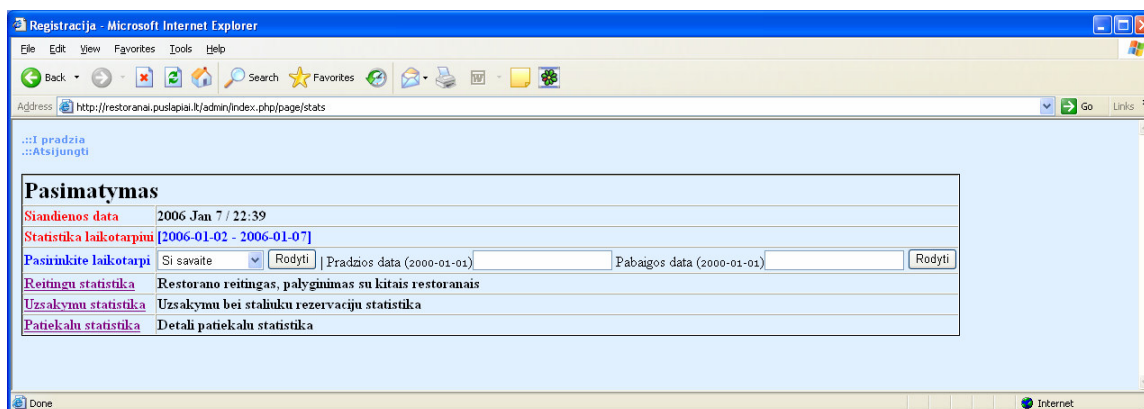 Registracija - Microsoft Internet Explorer
File Edit View Favorites Tools Help
Back Search Favorites
Address http://restoranai.puslapiai.lt/admin/index.php/page/stats Go Links
.::I pradzia
.::Atsijungti
Pasimatymas
Siandienos data 2006 Jan 7 / 22:39
Statistika laikotarpiui [2006-01-02 - 2006-01-07]
Pasirinkite laikotarpi Si savaite Rodyti | Pradzios data (2000-01-01) Pabaigos data (2000-01-01) Rodyti
Reitingu statistika Restorano reitingas, palyginimas su kitais restoranais
Uzsakymu statistika Uzsakymu bei staliuku rezervaciju statistika
Patiekalu statistika Detali patiekalu statistika
Done Internet